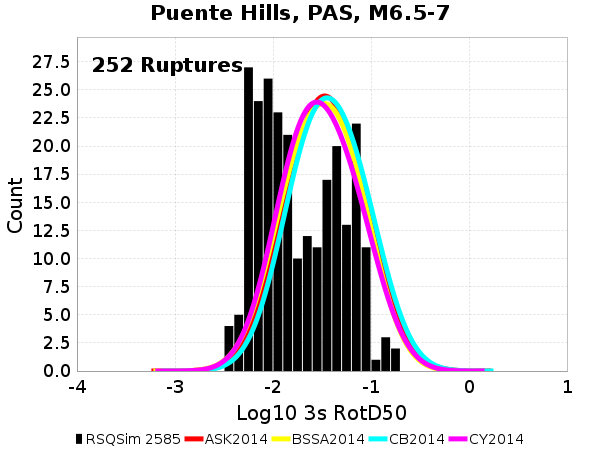 Puente Hills, PAS, M6.5-7
252 Ruptures
27.5
25.0
22.5
20.0
17.5
15.0
12.5
10.0
7.5
5.0
2.5
0.0
Count
-4 -3 -2 -1 0 1
Log10 3s RotD50
RSQSim 2585 ASK2014 BSSA2014 CB2014 CY2014